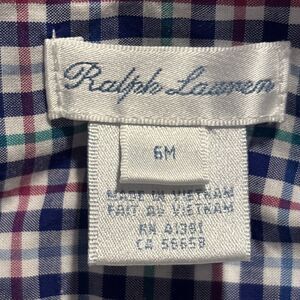 Ralph Lauren
6M
MADE IN VIETNAM
FAIT AU VIETNAM
RN 41381
CA 56658